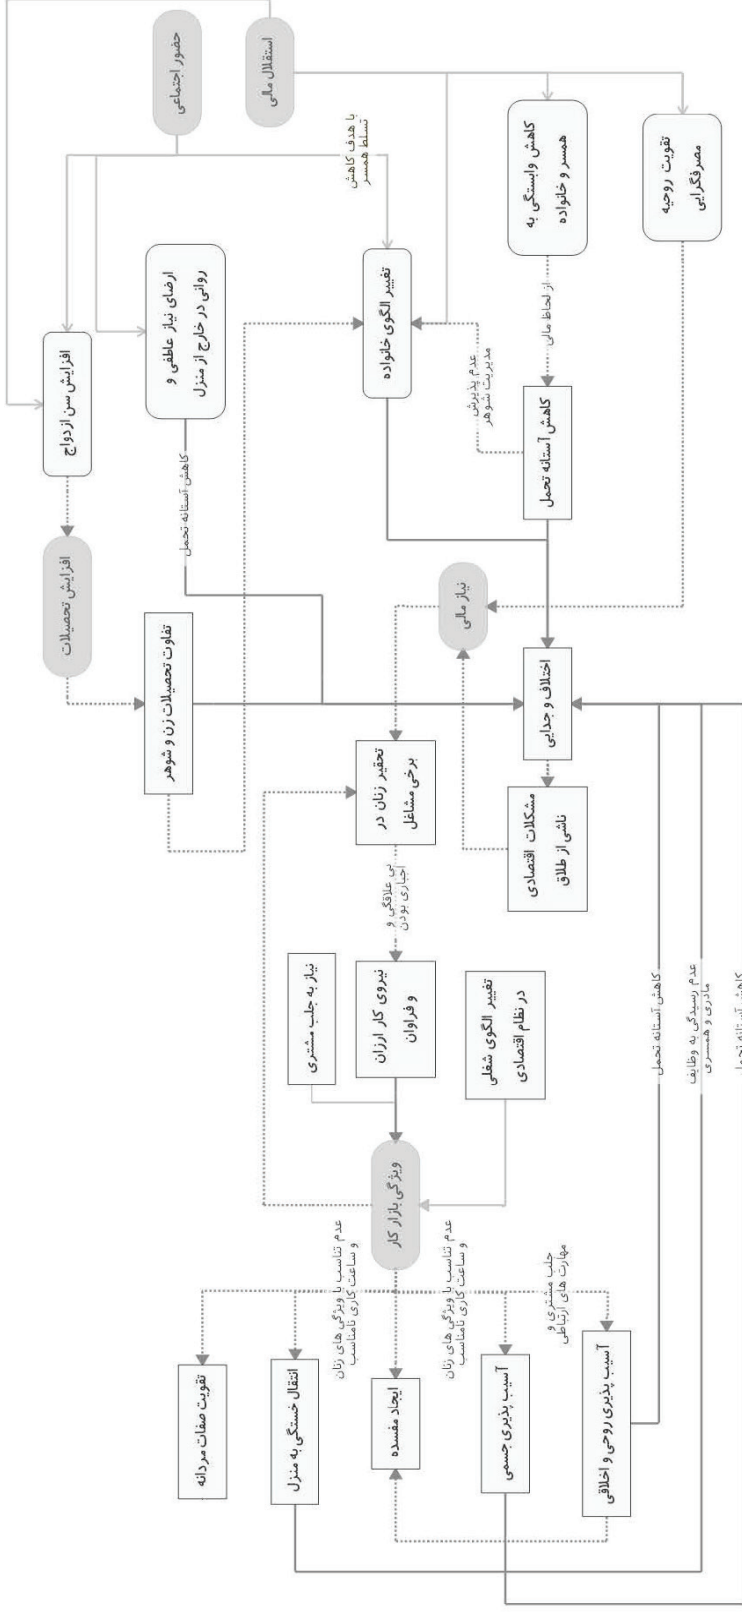 استقلال مالی
حضور اجتماعی
با هدف کاهش
تسلط همسر
تقویت روحیه
مصرفگرایی
کاهش وابستگی به
همسر و خانواده
تغییر الگوی خانواده
ارضای نیاز عاطفی و
روانی در خارج از منزل
افزایش سن ازدواج
از لحاظ مالی
عدم پذیرش
مدیریت شوهر
کاهش آستانه تحمل
کاهش آستانه تحمل
افزایش تحصیلات
نیاز مالی
تفاوت تحصیلات زن و شوهر
اختلاف و جدایی
تحقیر زنان در
برخی مشاغل
مشکلات اقتصادی
ناشی از طلاق
بی علاقگی و
اجباری بودن
نیاز به جلب مشتری
نیروی کار ارزان
و فراوان
تغییر الگوی شغلی
در نظام اقتصادی
کاهش آستانه تحمل
عدم رسیدگی به وظایف
مادری و همسری
کاهش آستانه تحمل
ویژگی بازار کار
عدم تناسب با ویژگی های زنان
و ساعت کاری نامناسب
عدم تناسب با ویژگی های زنان
و ساعت کاری نامناسب
جلب مشتری و
مهارت های ارتباطی
تقویت صفات مردانه
انتقال خستگی به منزل
ایجاد مفسده
آسیب پذیری جسمی
آسیب پذیری روحی و اخلاقی